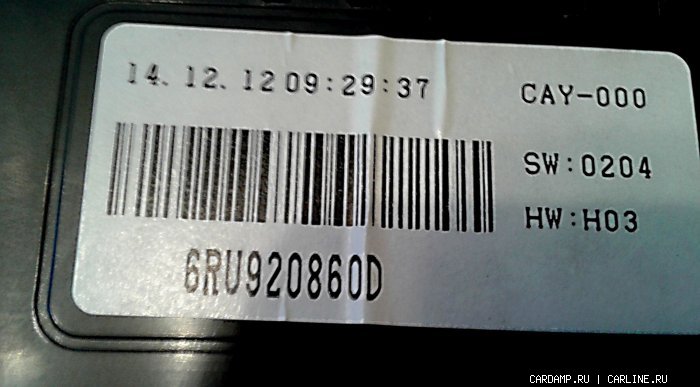 14.12.12 09:29:37
CAY-000
SW:0204
HW:H03
6RU920860D
CARDAMP.RU | CARLINE.RU